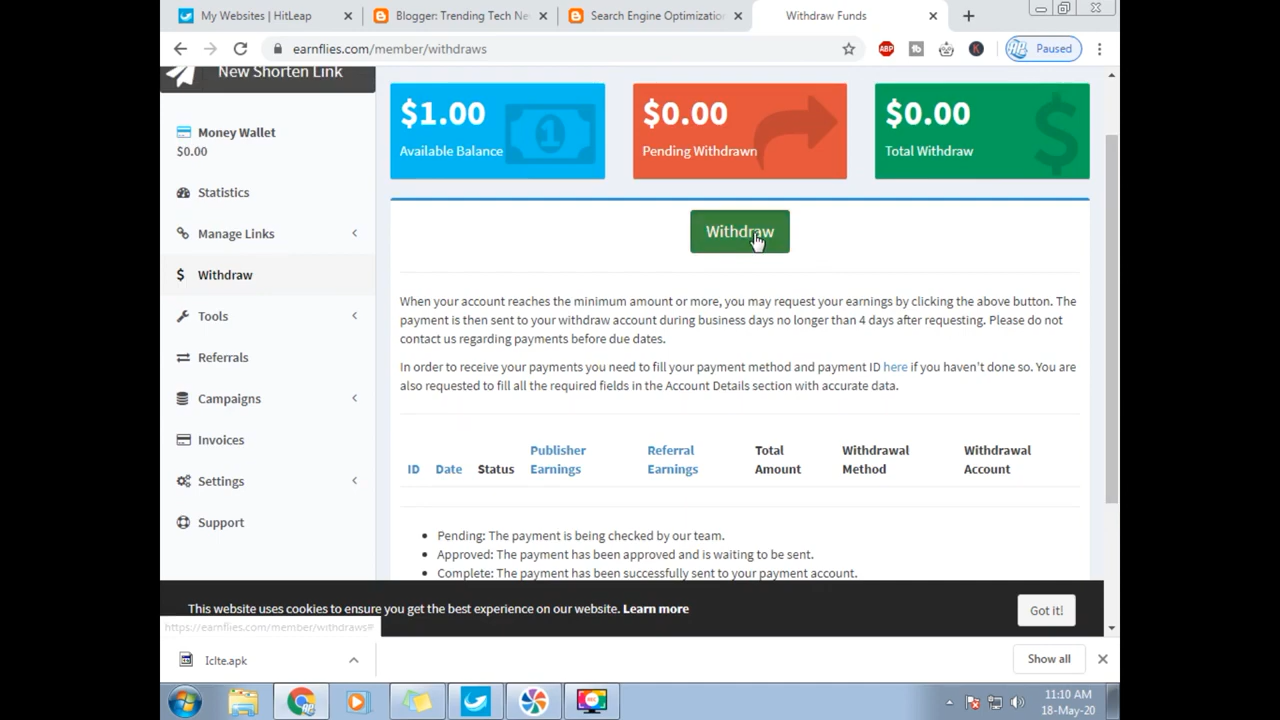 My Websites | HitLeap
Blogger: Trending Tech Ne
Search Engine Optimization
Withdraw Funds
earnflies.com/member/withdraws
ABP
K
Paused
New Shorten Link
Money Wallet
$0.00
Statistics
Manage Links
$ Withdraw
Tools
Referrals
Campaigns
Invoices
Settings
Support
$1.00
Available Balance
1
$0.00
Pending Withdrawn
$0.00
Total Withdraw
$
Withdraw
When your account reaches the minimum amount or more, you may request your earnings by clicking the above button. The
payment is then sent to your withdraw account during business days no longer than 4 days after requesting. Please do not
contact us regarding payments before due dates.
In order to receive your payments you need to fill your payment method and payment ID here if you haven't done so. You are
also requested to fill all the required fields in the Account Details section with accurate data.
ID Date Status Publisher Earnings Referral Earnings Total Amount Withdrawal Method Withdrawal Account
• Pending: The payment is being checked by our team.
• Approved: The payment has been approved and is waiting to be sent.
• Complete: The payment has been successfully sent to your payment account.
This website uses cookies to ensure you get the best experience on our website. Learn more
Got it!
https://earnflies.com/member/withdraws#
Iclte.apk
Show all
11:10 AM
18-May-20